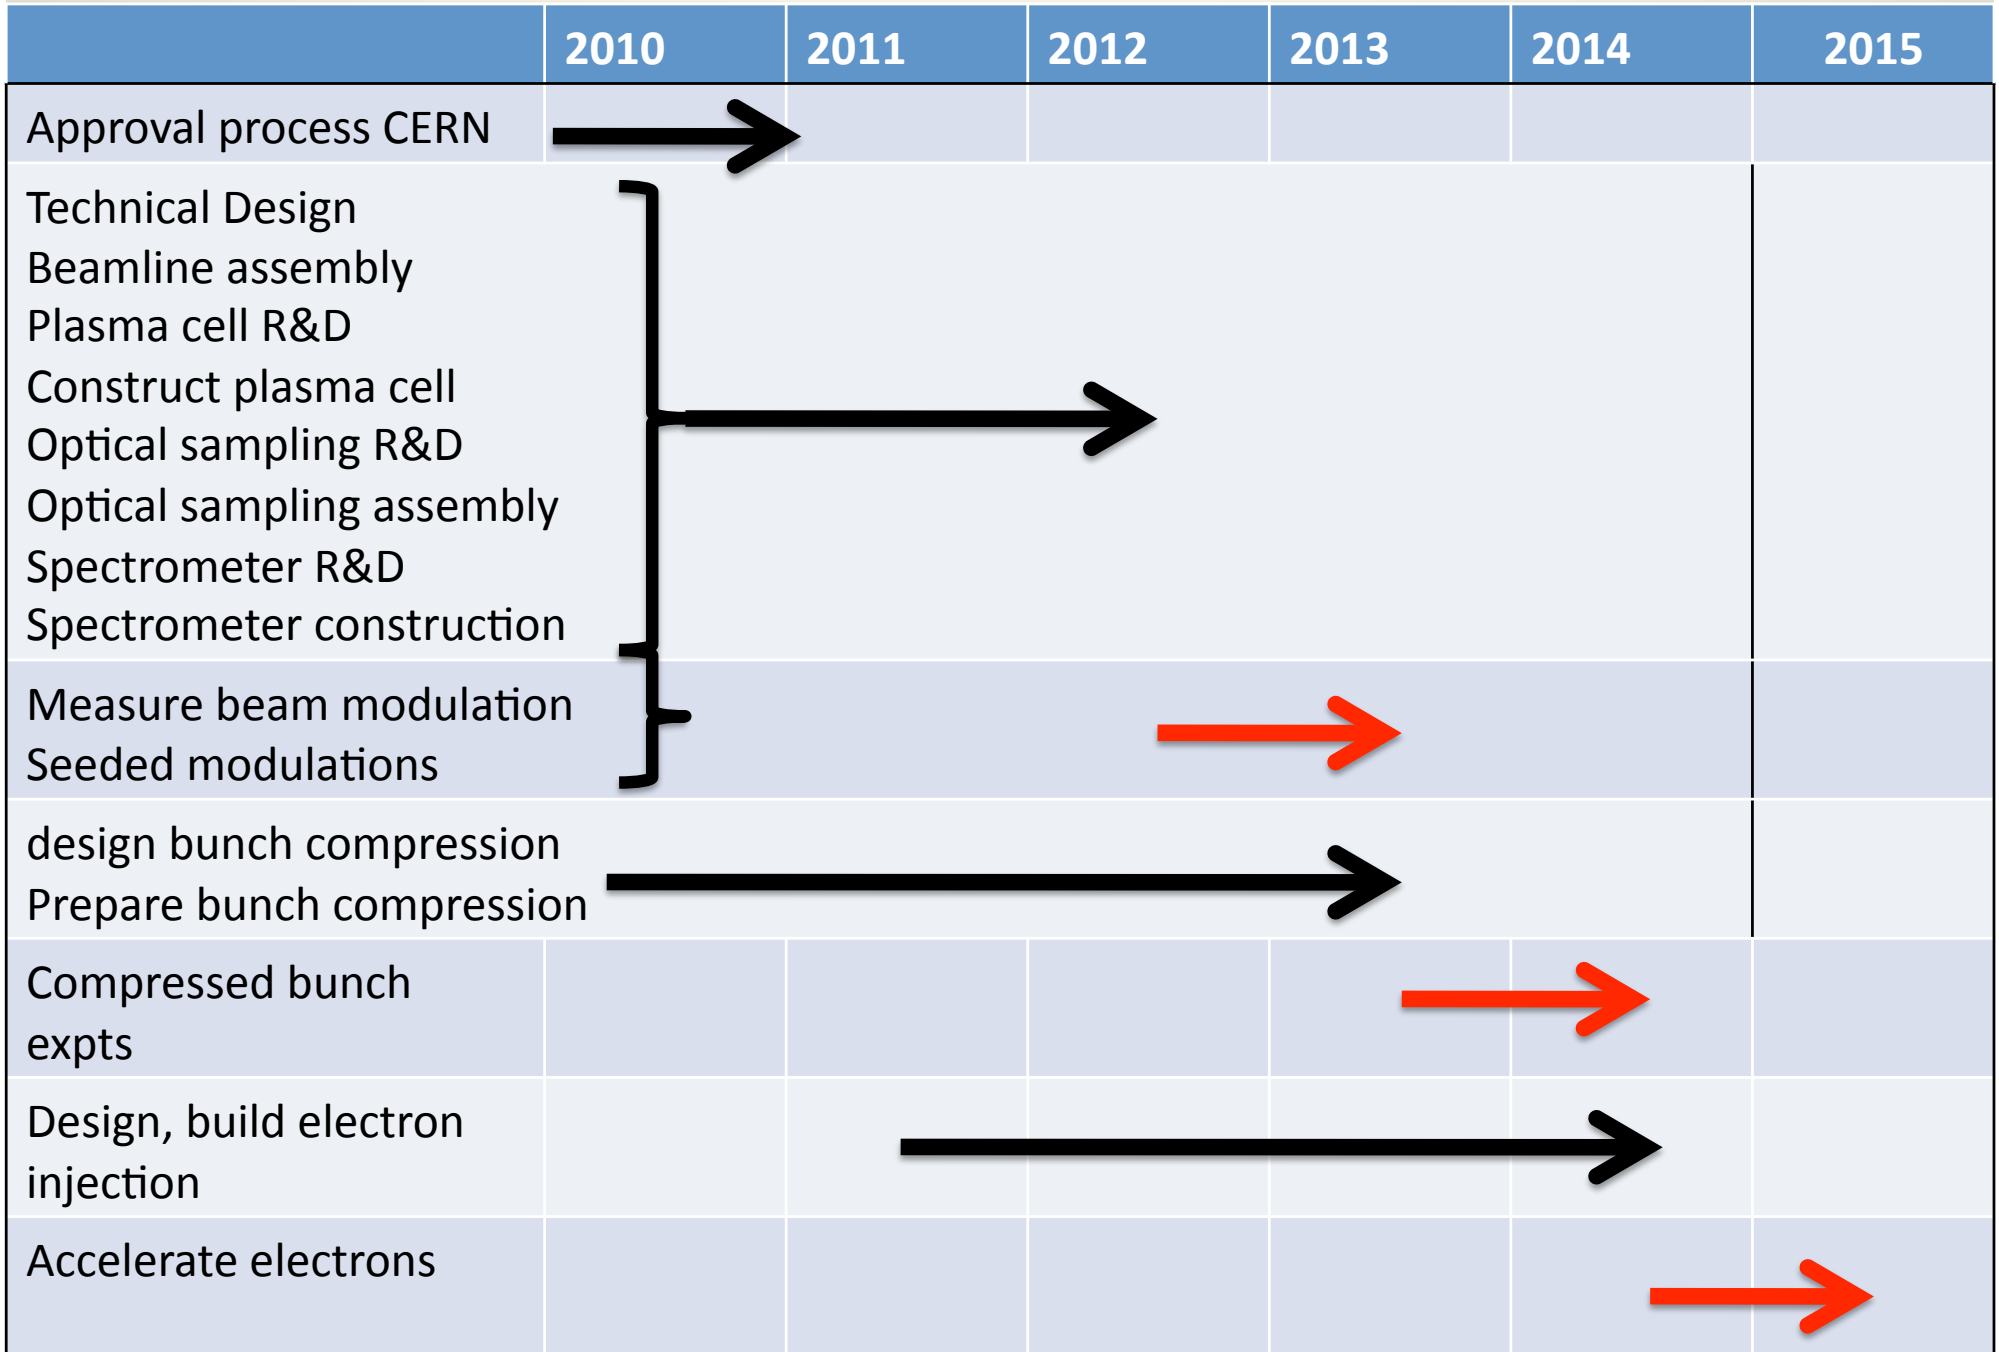 2010 2011 2012 2013 2014 2015
Approval process CERN
Technical Design
Beamline assembly
Plasma cell R&D
Construct plasma cell
Optical sampling R&D
Optical sampling assembly
Spectrometer R&D
Spectrometer construction
Measure beam modulation
Seeded modulations
design bunch compression
Prepare bunch compression
Compressed bunch
expts
Design, build electron
injection
Accelerate electrons